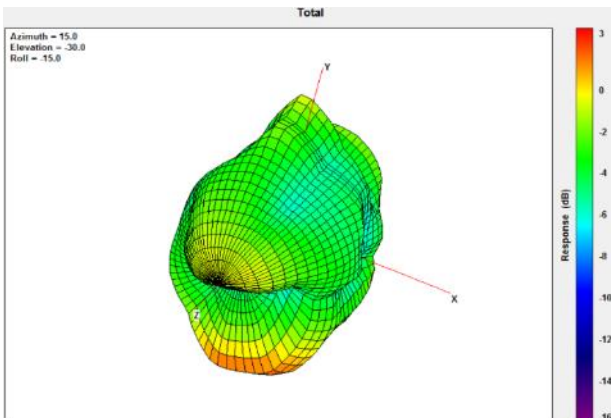 Total
Azimuth = 15.0
Elevation = -30.0
Roll = -15.0
Y
X
Z
3
0
-2
-4
-6
-8
-10
-12
-14
-16
Response (dB)